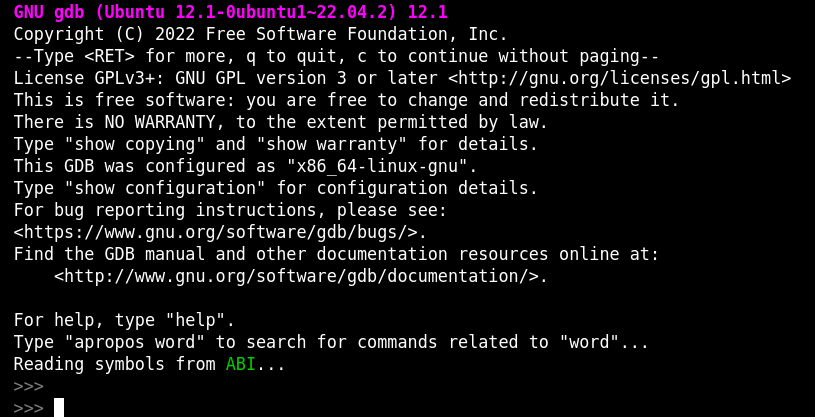 GNU gdb (Ubuntu 12.1-0ubuntu1~22.04.2) 12.1
Copyright (C) 2022 Free Software Foundation, Inc.
--Type <RET> for more, q to quit, c to continue without paging--
License GPLv3+: GNU GPL version 3 or later <http://gnu.org/licenses/gpl.html>
This is free software: you are free to change and redistribute it.
There is NO WARRANTY, to the extent permitted by law.
Type "show copying" and "show warranty" for details.
This GDB was configured as "x86_64-linux-gnu".
Type "show configuration" for configuration details.
For bug reporting instructions, please see:
<https://www.gnu.org/software/gdb/bugs/>.
Find the GDB manual and other documentation resources online at:
    <http://www.gnu.org/software/gdb/documentation/>.

For help, type "help".
Type "apropos word" to search for commands related to "word"...
Reading symbols from ABI...
>>>
>>>